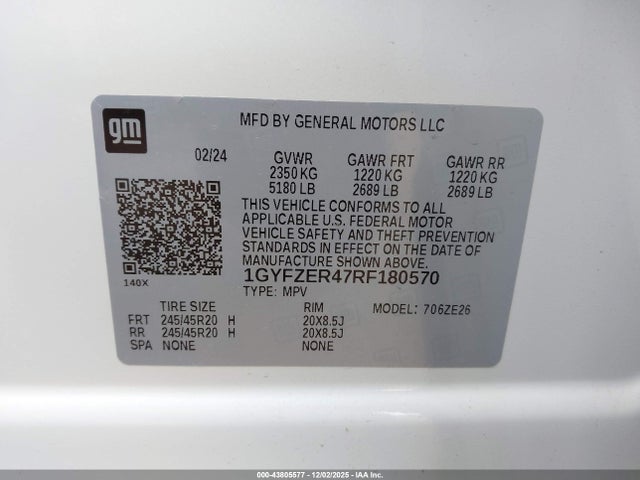 gm
MFD BY GENERAL MOTORS LLC
02/24 GVWR GAWR FRT GAWR RR
2350 KG 1220 KG 1220 KG
5180 LB 2689 LB 2689 LB
THIS VEHICLE CONFORMS TO ALL
APPLICABLE U.S. FEDERAL MOTOR
VEHICLE SAFETY AND THEFT PREVENTION
STANDARDS IN EFFECT ON THE DATE OF
MANUFACTURE SHOWN ABOVE.
1GYFZER47RF180570
140X
TYPE: MPV
TIRE SIZE RIM MODEL: 706ZE26
FRT 245/45R20 H 20X8.5J
RR 245/45R20 H 20X8.5J
SPA NONE NONE
000-43805577 - 12/02/2025 - IAA Holdings, LLC. Copyright